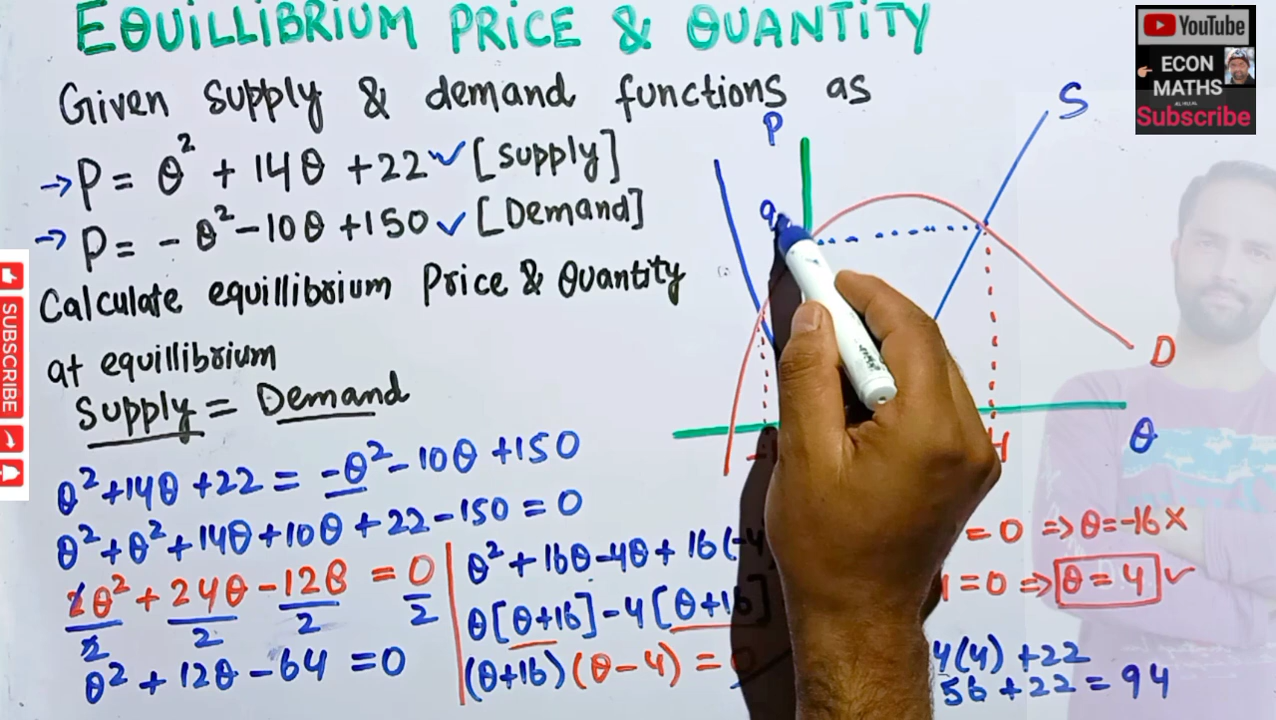 EQUILLIBRIUM PRICE & QUANTITY
Given supply & demand functions as
→ P = Q² + 14Q + 22 ✓ [supply]
→ P = - Q² - 10Q + 150 ✓ [Demand]
Calculate equillibrium Price & Quantity
at equillibrium
Supply = Demand
Q² + 14Q + 22 = -Q² - 10Q + 150
Q² + Q² + 14Q + 10Q + 22 - 150 = 0
2Q²/2 + 24Q/2 - 128/2 = 0/2
Q² + 12Q - 64 = 0
Q² + 16Q - 4Q + 16(-4
Q[Q+16] - 4[Q+16]
(Q+16)(Q-4) = 0
= 0 => Q = -16 ×
= 0 => Q = 4 ✓
4(4) + 22
56 + 22 = 94
P
S
9
D
Q
YouTube
ECON
MATHS
Subscribe
SUBSCRIBE